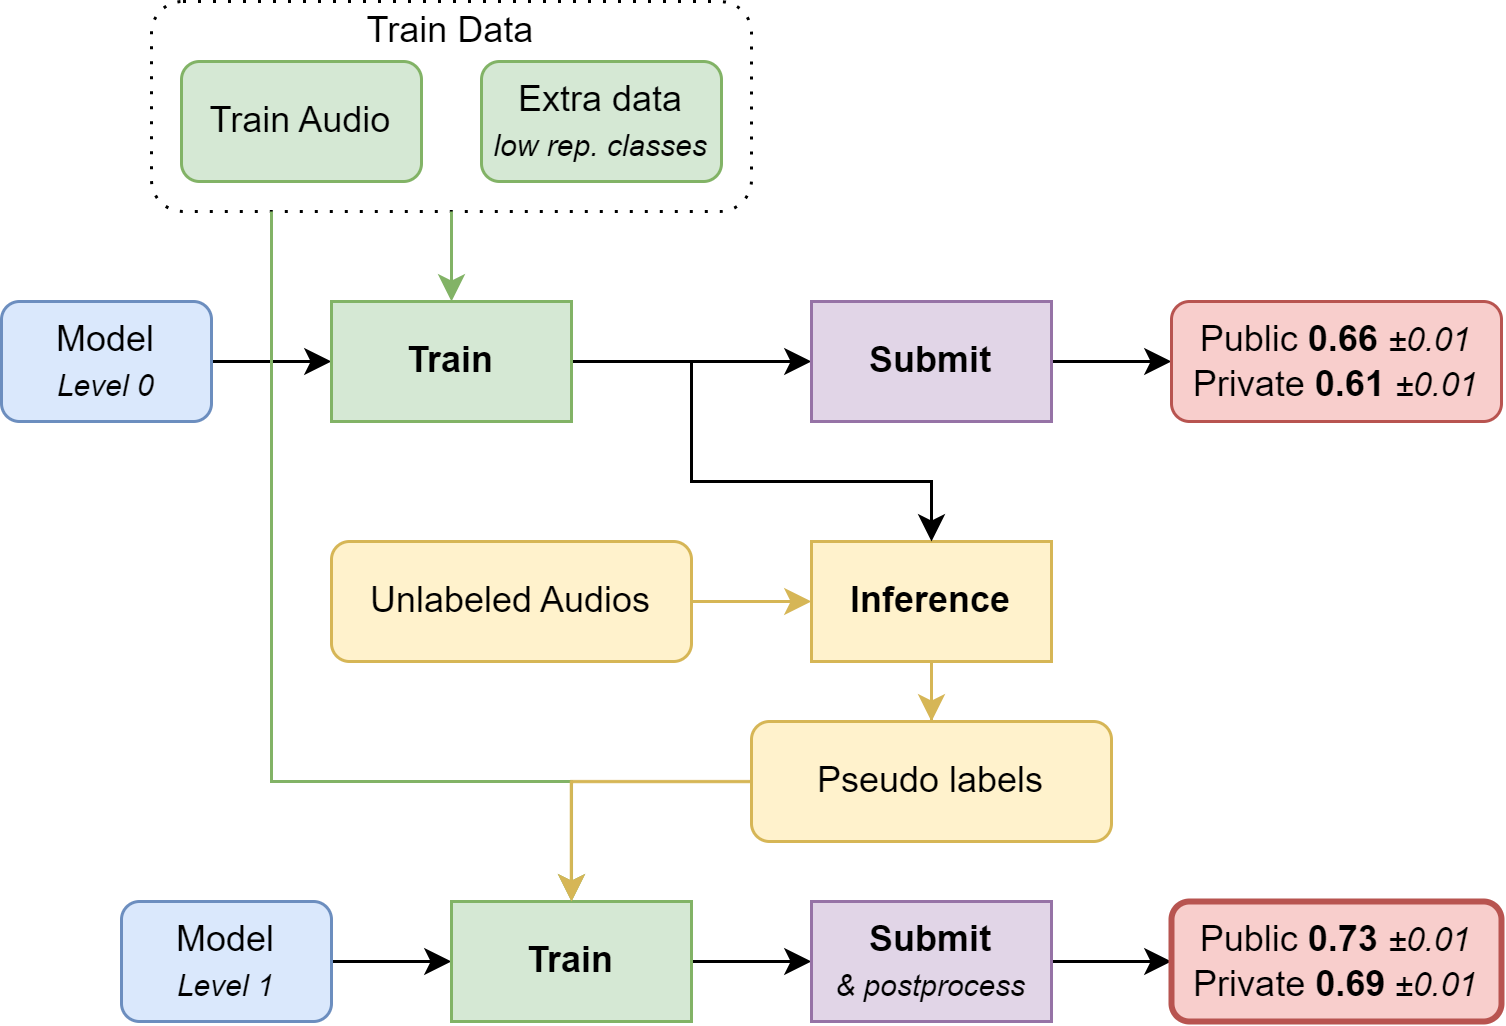 Train Data
Train Audio
Extra data
low rep. classes
Model
Level 0
Train
Submit
Public 0.66 ±0.01
Private 0.61 ±0.01
Unlabeled Audios
Inference
Pseudo labels
Model
Level 1
Train
Submit
& postprocess
Public 0.73 ±0.01
Private 0.69 ±0.01